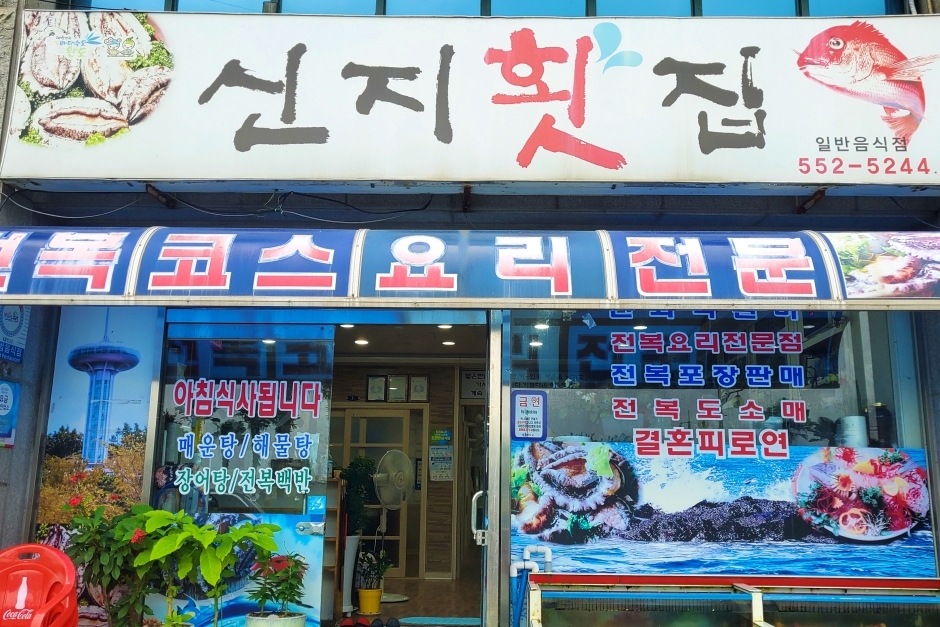 신지횟집
일반음식점
552-5244
전복코스요리전문
전복요리전문점
전복포장판매
전복도소매
결혼피로연
아침식사됩니다
매운탕/해물탕
장어탕/전복백반
금연
Coca-Cola